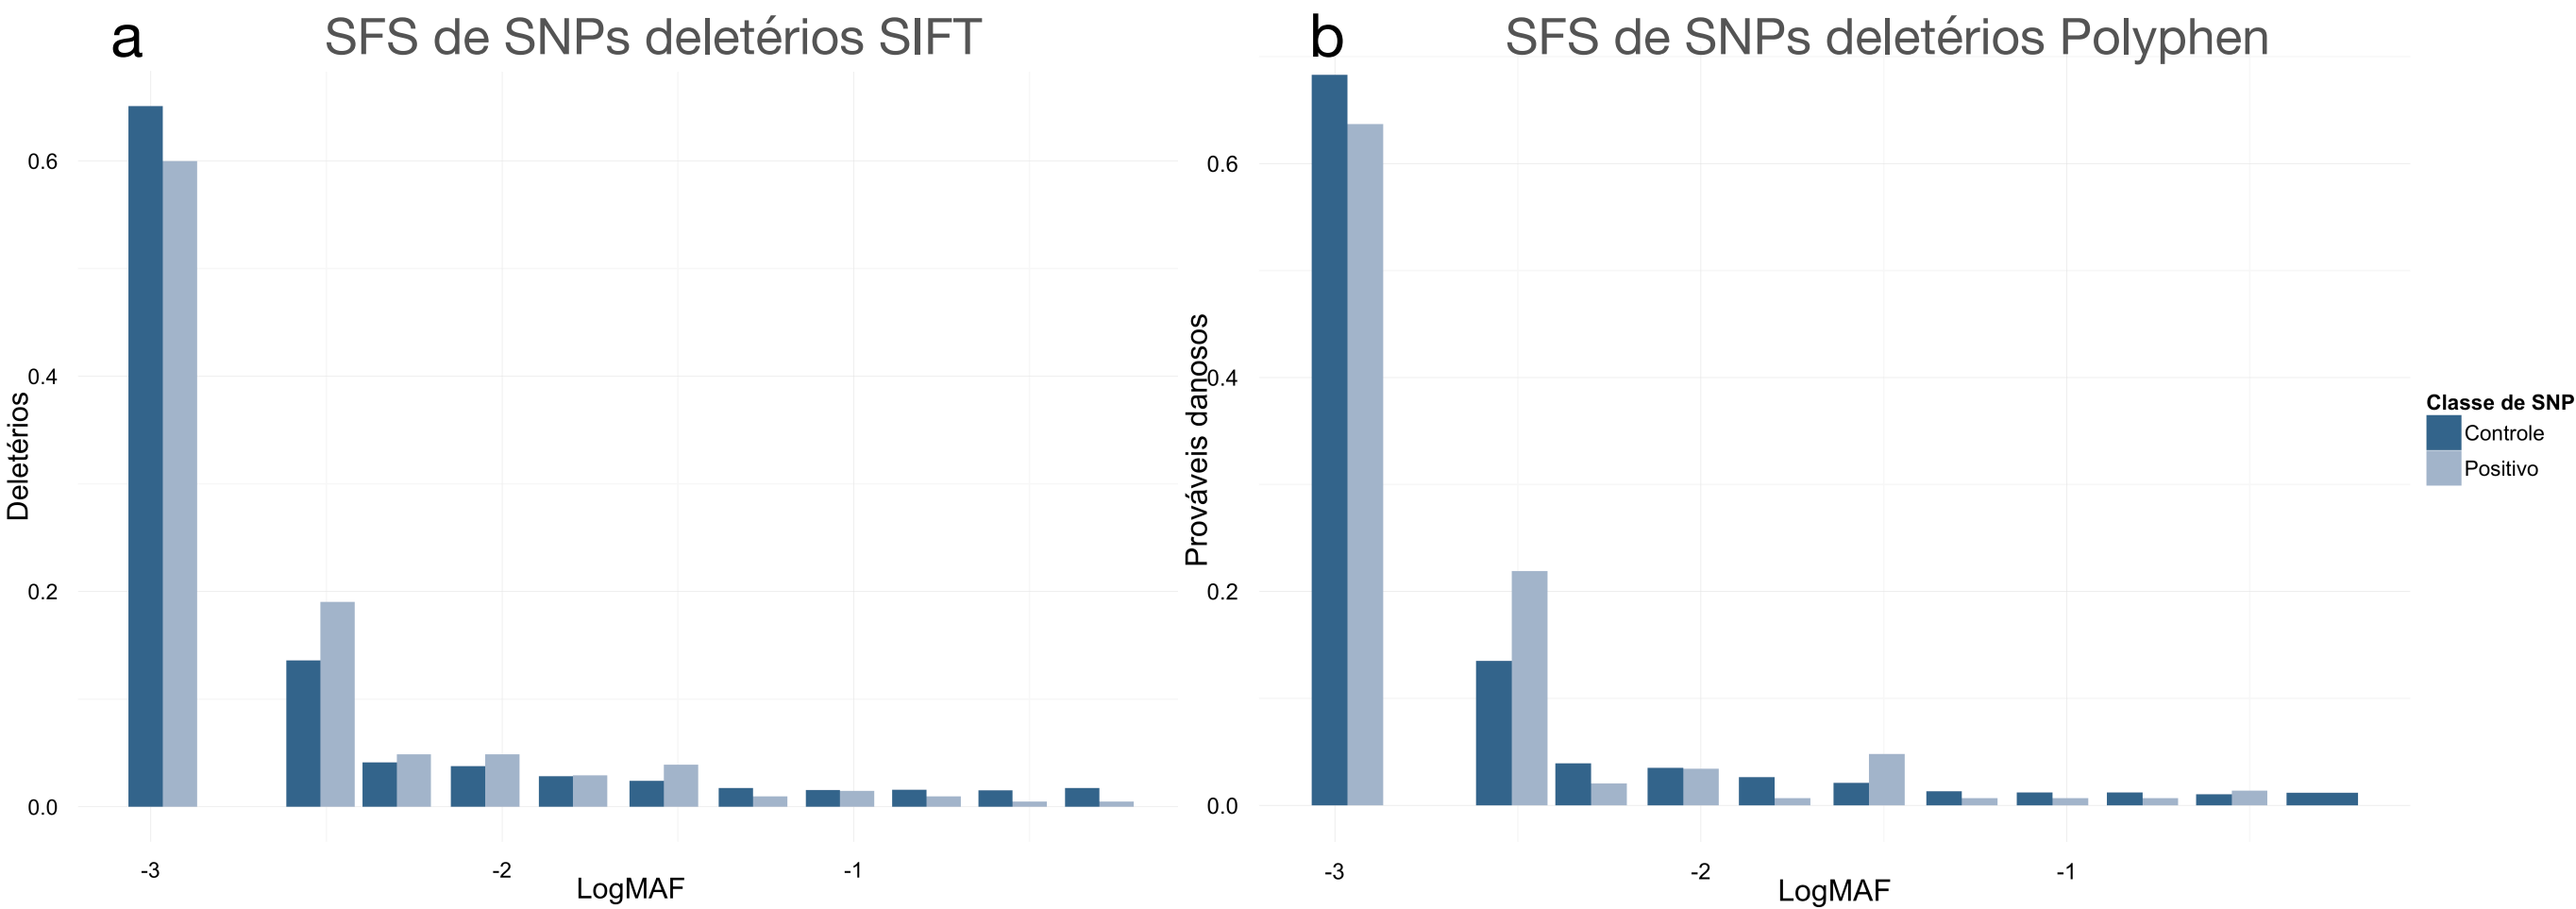 a
SFS de SNPs deletérios SIFT
Deletérios
0.6
0.4
0.2
0.0
-3
-2
-1
LogMAF
b
SFS de SNPs deletérios Polyphen
Prováveis danosos
0.6
0.4
0.2
0.0
-3
-2
-1
LogMAF
Classe de SNP
Controle
Positivo